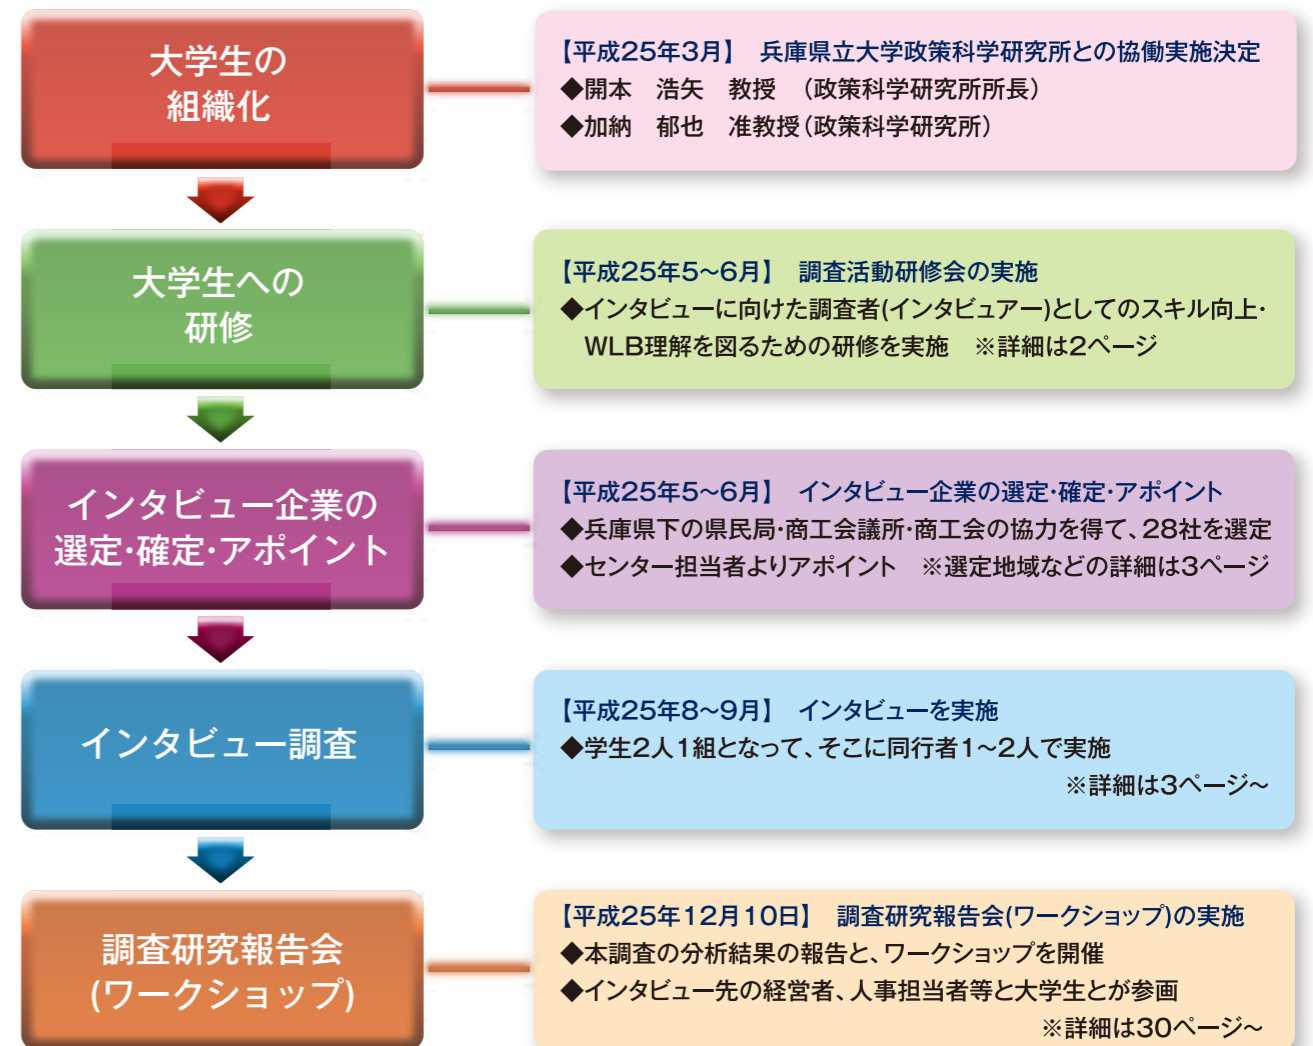 大学生の
組織化
【平成25年3月】 兵庫県立大学政策科学研究所との協働実施決定
◆開本 浩矢 教授 (政策科学研究所所長)
◆加納 郁也 准教授(政策科学研究所)
大学生への
研修
【平成25年5~6月】 調査活動研修会の実施
◆インタビューに向けた調査者(インタビュアー)としてのスキル向上・
WLB理解を図るための研修を実施 ※詳細は2ページ
インタビュー企業の
選定・確定・アポイント
【平成25年5~6月】 インタビュー企業の選定・確定・アポイント
◆兵庫県下の県民局・商工会議所・商工会の協力を得て、28社を選定
◆センター担当者よりアポイント ※選定地域などの詳細は3ページ
インタビュー調査
【平成25年8~9月】 インタビューを実施
◆学生2人1組となって、そこに同行者1~2人で実施
※詳細は3ページ~
調査研究報告会
(ワークショップ)
【平成25年12月10日】 調査研究報告会(ワークショップ)の実施
◆本調査の分析結果の報告と、ワークショップを開催
◆インタビュー先の経営者、人事担当者等と大学生とが参画
※詳細は30ページ~